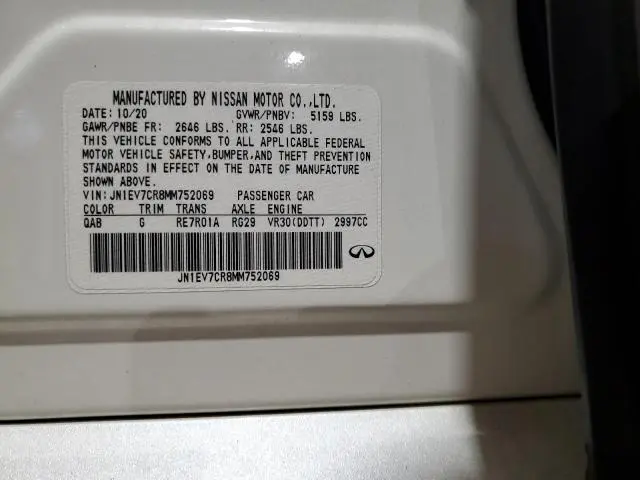 MANUFACTURED BY NISSAN MOTOR CO.,LTD.
DATE: 10/20 GVWR/PNBV: 5159 LBS.
GAWR/PNBE FR: 2646 LBS. RR: 2546 LBS.
THIS VEHICLE CONFORMS TO ALL APPLICABLE FEDERAL
MOTOR VEHICLE SAFETY,BUMPER,AND THEFT PREVENTION
STANDARDS IN EFFECT ON THE DATE OF MANUFACTURE
SHOWN ABOVE.
VIN:JN1EV7CR8MM752069 PASSENGER CAR
COLOR TRIM TRANS AXLE ENGINE
QAB G RE7R01A RG29 VR30(DDTT) 2997CC
JN1EV7CR8MM752069